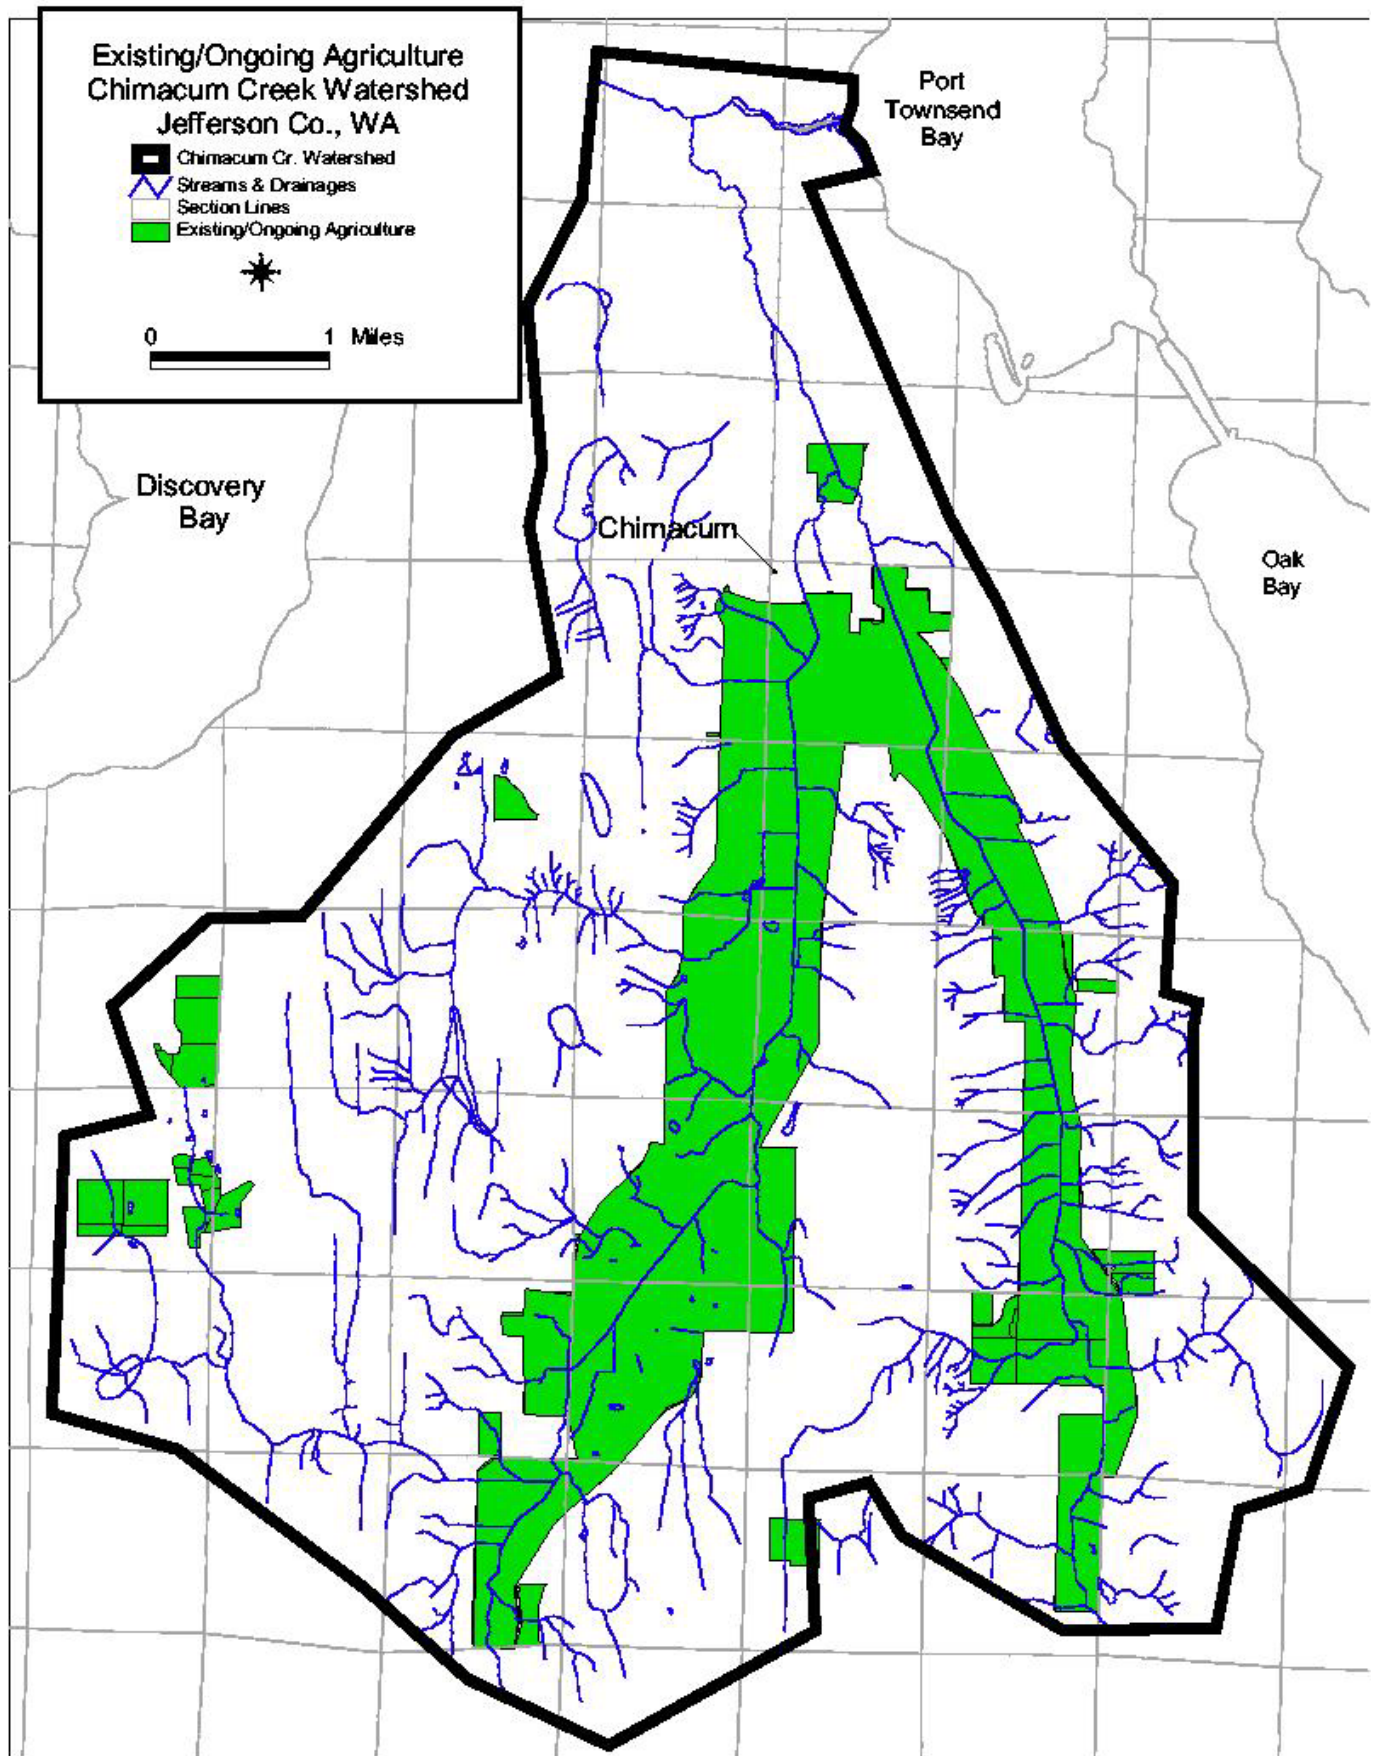 Existing/Ongoing Agriculture
Chimacum Creek Watershed
Jefferson Co., WA
Chimacum Cr. Watershed
Streams & Drainages
Section Lines
Existing/Ongoing Agriculture
0 1 Miles
Port
Townsend
Bay
Discovery
Bay
Chimacum
Oak
Bay